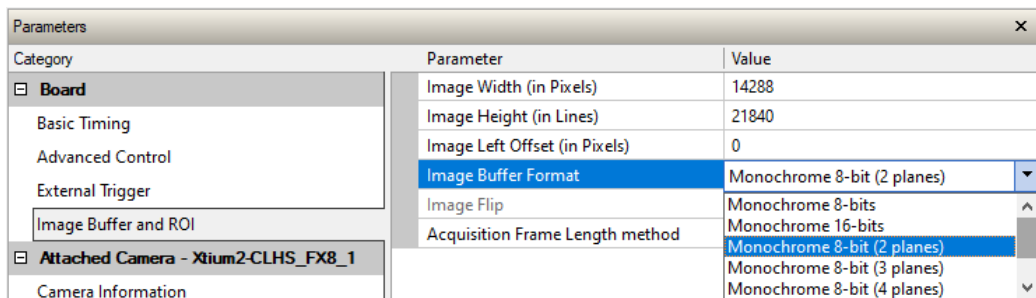 Parameters
Category Parameter Value
Board Image Width (in Pixels) 14288
Basic Timing Image Height (in Lines) 21840
Advanced Control Image Left Offset (in Pixels) 0
External Trigger Image Buffer Format Monochrome 8-bit (2 planes)
Image Buffer and ROI Image Flip Monochrome 8-bits
Acquisition Frame Length method Monochrome 16-bits
Attached Camera - Xtium2-CLHS_FX8_1 Monochrome 8-bit (2 planes)
Monochrome 8-bit (3 planes)
Camera Information Monochrome 8-bit (4 planes)